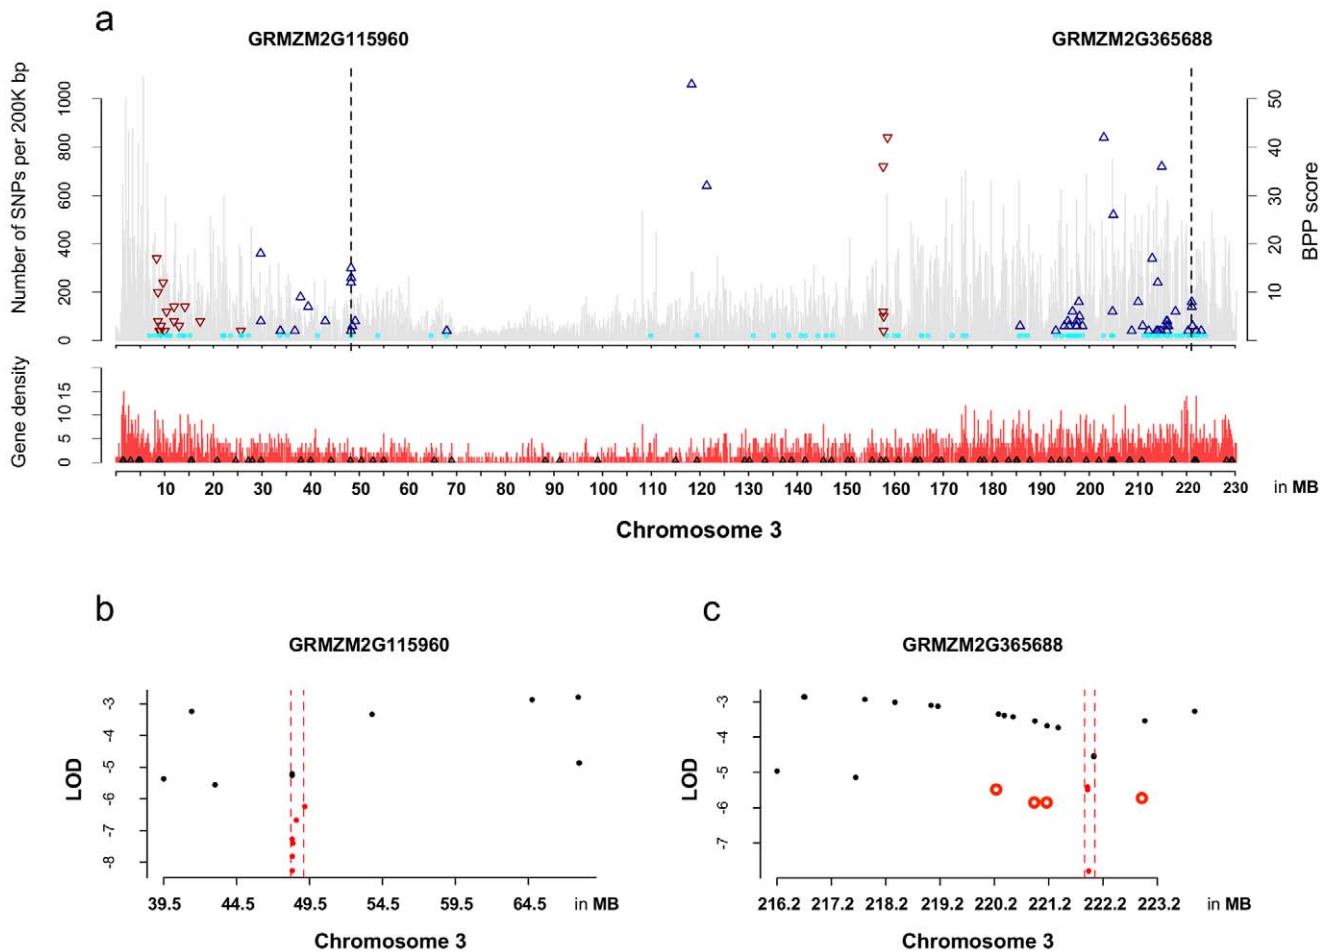 a
GRMZM2G115960
GRMZM2G365688
Number of SNPs per 200K bp
0 200 400 600 800 1000
BPP score
10 20 30 40 50
Gene density
0 5 10 15
10 20 30 40 50 60 70 80 90 100 110 120 130 140 150 160 170 180 190 200 210 220 230 in MB
Chromosome 3
b
GRMZM2G115960
LOD
-3
-4
-5
-6
-7
-8
39.5 44.5 49.5 54.5 59.5 64.5 in MB
Chromosome 3
c
GRMZM2G365688
LOD
-3
-4
-5
-6
-7
216.2 217.2 218.2 219.2 220.2 221.2 222.2 223.2 in MB
Chromosome 3